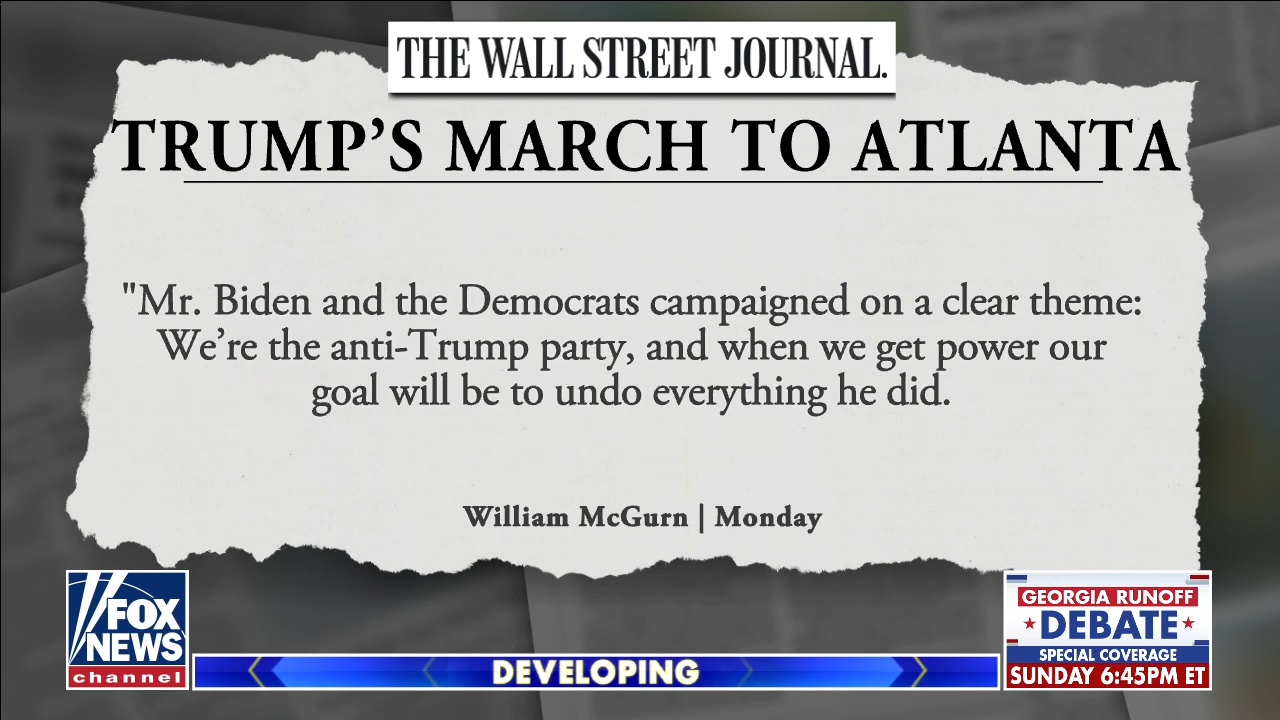 THE WALL STREET JOURNAL.
TRUMP’S MARCH TO ATLANTA
"Mr. Biden and the Democrats campaigned on a clear theme:
We’re the anti-Trump party, and when we get power our
goal will be to undo everything he did.
William McGurn | Monday
FOX
NEWS
channel
DEVELOPING
GEORGIA RUNOFF
DEBATE
SPECIAL COVERAGE
SUNDAY 6:45PM ET